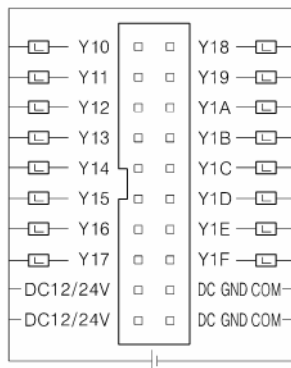 Y10 Y18
Y11 Y19
Y12 Y1A
Y13 Y1B
Y14 Y1C
Y15 Y1D
Y16 Y1E
Y17 Y1F
DC12/24V DC GND COM
DC12/24V DC GND COM